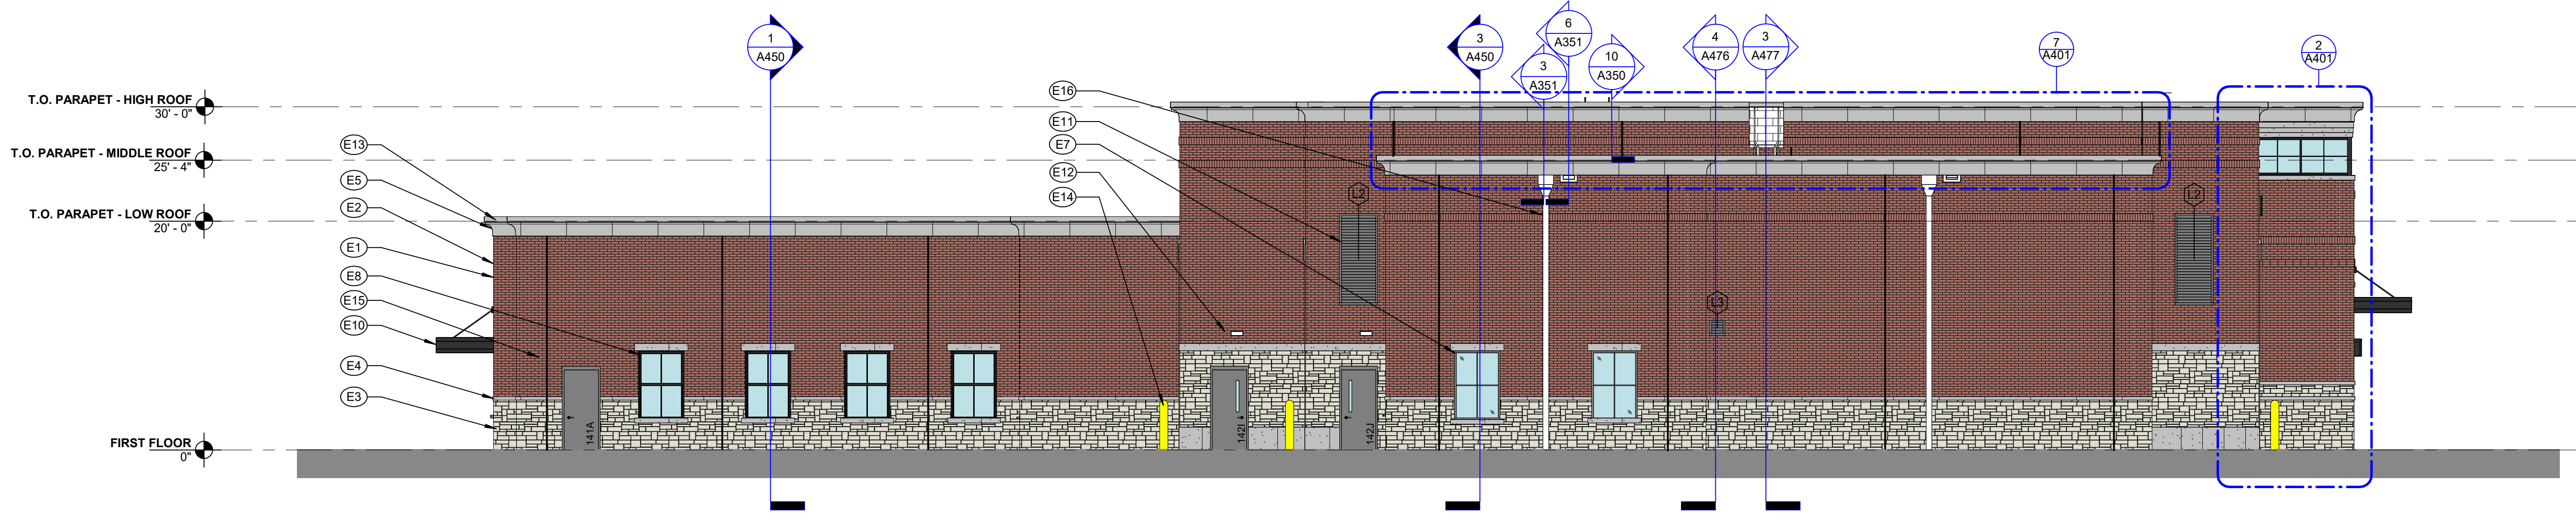 T.O. PARAPET - HIGH ROOF
30' - 0"
T.O. PARAPET - MIDDLE ROOF
25' - 4"
T.O. PARAPET - LOW ROOF
20' - 0"
FIRST FLOOR
0"
E13
E5
E2
E1
E8
E15
E10
E4
E3
1
A450
E16
E11
E7
E12
E14
3
A450
6
A351
3
A351
10
A350
4
A476
3
A477
7
A401
2
A401
L2
L3
L2
141A
142I
142J